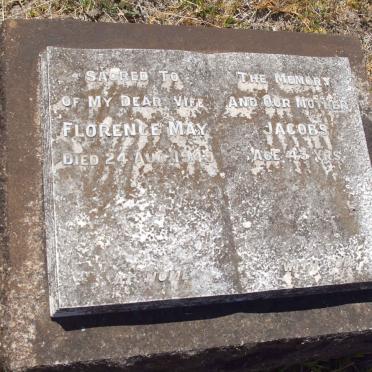 Sacred To The Memory
Of My Dear Wife And Our Mother
Florence May Jacobs
Died 24 Aug. Age 43 Yrs